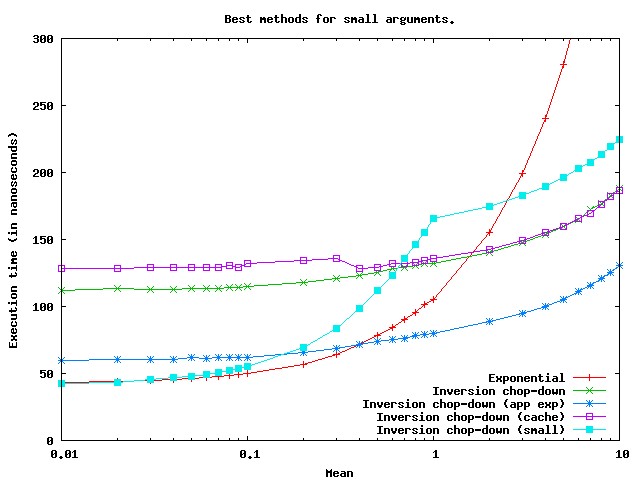 Best methods for small arguments.
300
250
200
150
100
50
0
Execution time (in nanoseconds)
Exponential
Inversion chop-down
Inversion chop-down (app exp)
Inversion chop-down (cache)
Inversion chop-down (small)
0.01
0.1
1
10
Mean